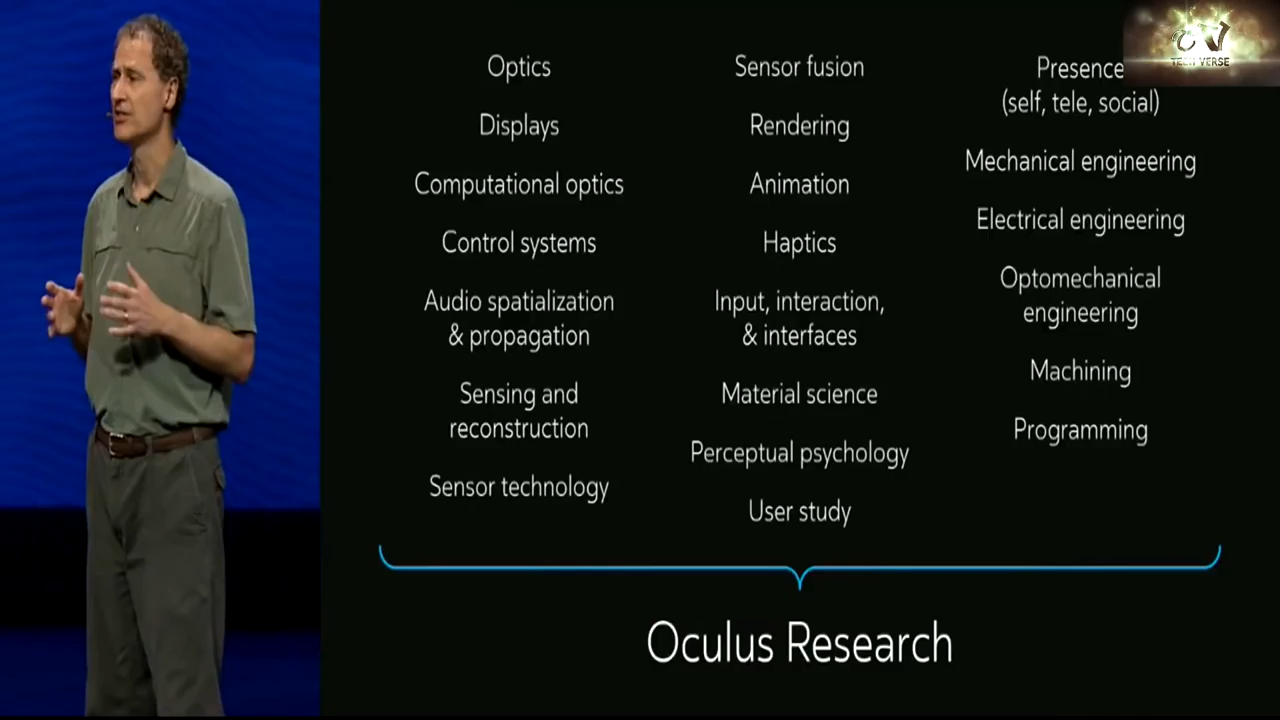 Optics
Displays
Computational optics
Control systems
Audio spatialization
& propagation
Sensing and
reconstruction
Sensor technology
Sensor fusion
Rendering
Animation
Haptics
Input, interaction,
& interfaces
Material science
Perceptual psychology
User study
Presence
(self, tele, social)
Mechanical engineering
Electrical engineering
Optomechanical
engineering
Machining
Programming
Oculus Research
TECH VERSE